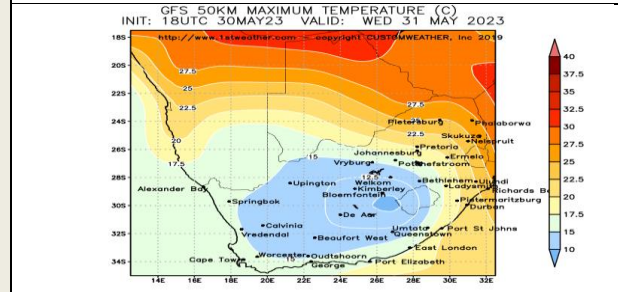 GFS 50KM MAXIMUM TEMPERATURE (C)
INIT: 18UTC 30MAY23 VALID: WED 31 MAY 2023
http://www.1stweather.com copyright CUSTOMWEATHER, Inc 2019
18S
20S
22S
24S
26S
28S
30S
32S
34S
27.5
25
22.5
20
17.5
27.5
22.5
15
12.5
15
Pietersburg
Phalaborwa
Skukuza
Nelspruit
Pretoria
Johannesburg
Ermelo
Vryburg
Potchefstroom
Bethlehem
Ulundi
Welkom
Ladysmith
Alexander Bay
Upington
Kimberley
Richards B
Bloemfontein
Springbok
Pietermaritzburg
Durban
De Aar
Calvinia
Umtata
Port St Johns
Vredendal
Queenstown
Beaufort West
East London
Worcester
Oudtshoorn
Cape Town
George
Port Elizabeth
14E 16E 18E 20E 22E 24E 26E 28E 30E 32E
40
37.5
35
32.5
30
27.5
25
22.5
20
17.5
15
10